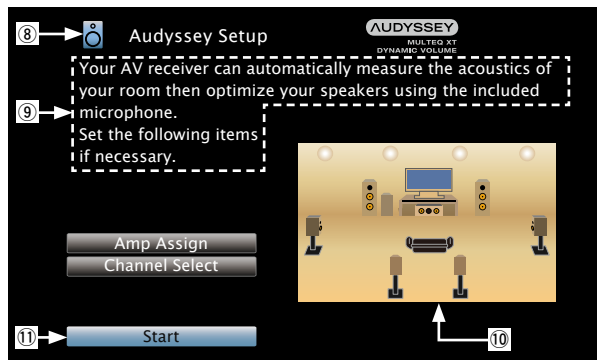 ⑧ Audyssey Setup
AUDYSSEY
MULTEQ XT
DYNAMIC VOLUME
Your AV receiver can automatically measure the acoustics of
your room then optimize your speakers using the included
⑨ microphone.
Set the following items
if necessary.
Amp Assign
Channel Select
⑪ Start
⑩